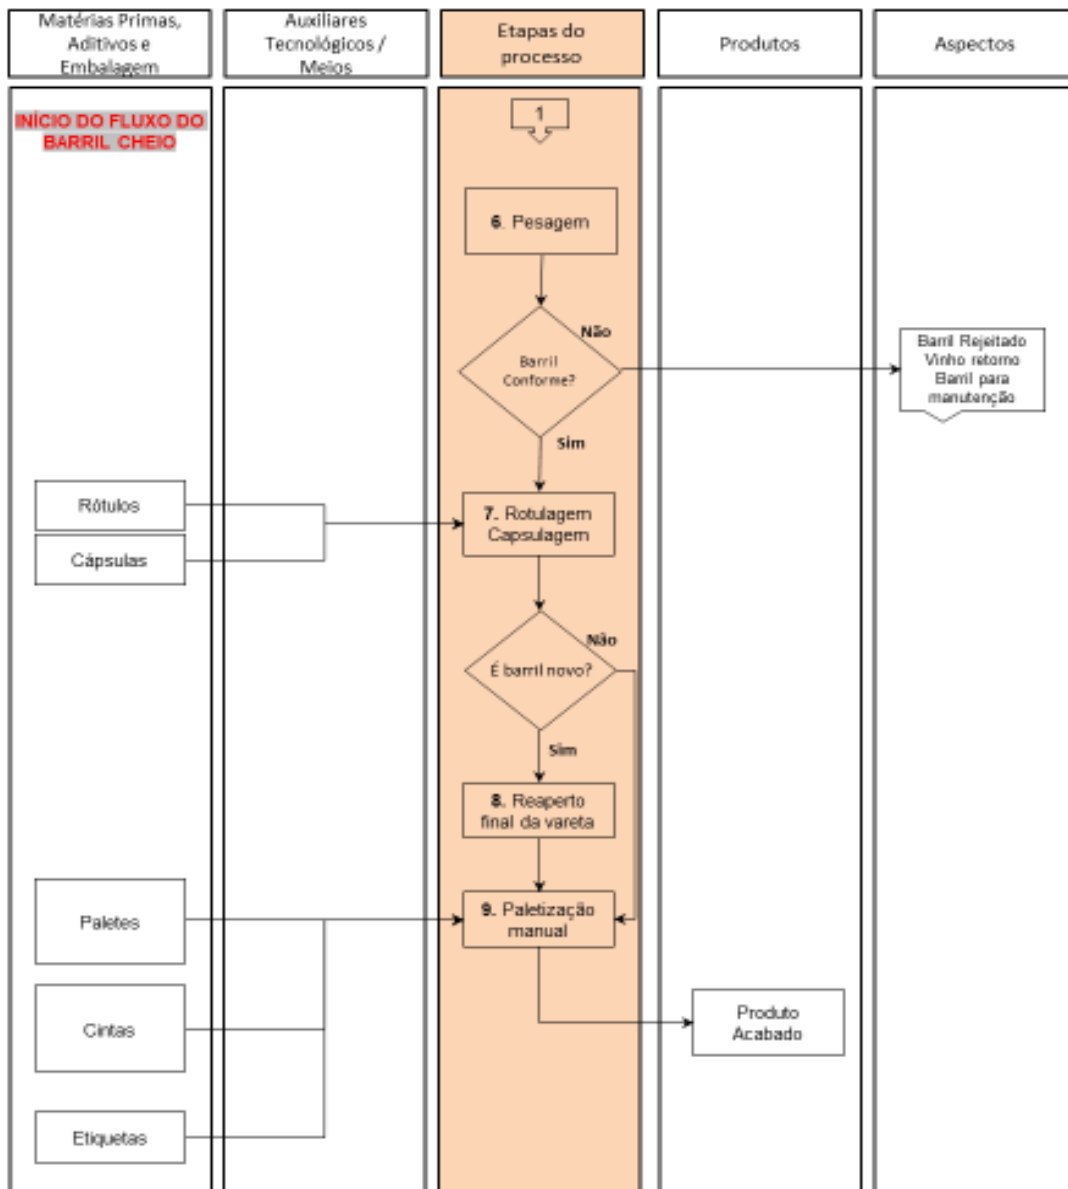 Matérias Primas,
Aditivos e
Embalagem
Auxiliares
Tecnológicos /
Meios
Etapas do
processo
Produtos
Aspectos
INÍCIO DO FLUXO DO
BARRIL CHEIO
1
6. Pesagem
Não
Barril
Conforme?
Barril Rejeitado
Vinho retorno
Barril para
manutenção
Sim
Rótulos
7. Rotulagem
Capsulagem
Cápsulas
Não
É barril novo?
Sim
8. Reaperto
final da vareta
Paletes
9. Paletização
manual
Cintas
Produto
Acabado
Etiquetas